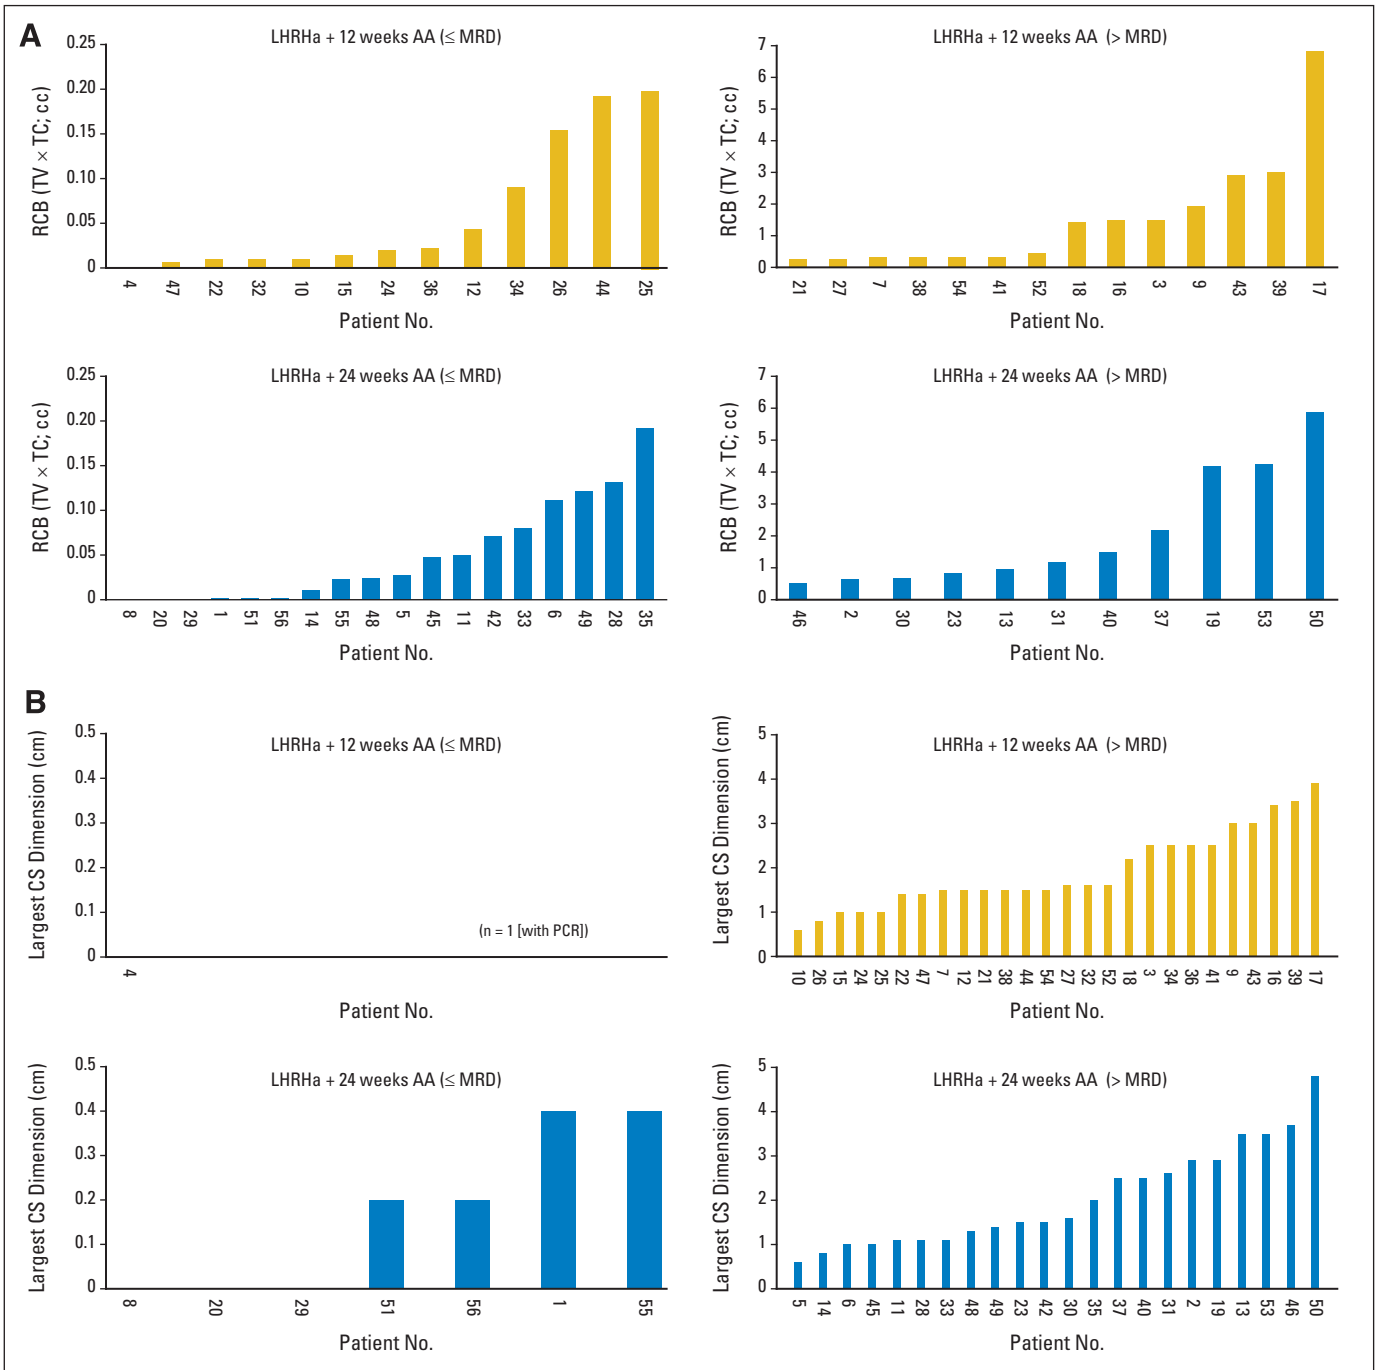 A
LHRHa + 12 weeks AA (≤ MRD)
RCB (TV × TC; cc)
0.25
0.20
0.15
0.10
0.05
0
4 47 22 32 10 15 24 36 12 34 26 44 25
Patient No.
LHRHa + 12 weeks AA (> MRD)
RCB (TV × TC; cc)
7
6
5
4
3
2
1
0
21 27 7 38 54 41 52 18 16 3 9 43 39 17
Patient No.
LHRHa + 24 weeks AA (≤ MRD)
RCB (TV × TC; cc)
0.25
0.20
0.15
0.10
0.05
0
8 20 29 1 51 56 14 55 48 5 45 11 42 33 6 49 28 35
Patient No.
LHRHa + 24 weeks AA (> MRD)
RCB (TV × TC; cc)
7
6
5
4
3
2
1
0
46 2 30 23 13 31 40 37 19 53 50
Patient No.
B
LHRHa + 12 weeks AA (≤ MRD)
Largest CS Dimension (cm)
0.5
0.4
0.3
0.2
0.1
0
(n = 1 [with PCR])
4
Patient No.
LHRHa + 12 weeks AA (> MRD)
Largest CS Dimension (cm)
5
4
3
2
1
0
10 26 15 24 25 22 47 7 12 21 38 44 54 27 32 52 18 3 34 36 41 9 43 16 39 17
Patient No.
LHRHa + 24 weeks AA (≤ MRD)
Largest CS Dimension (cm)
0.5
0.4
0.3
0.2
0.1
0
8 20 29 51 56 1 55
Patient No.
LHRHa + 24 weeks AA (> MRD)
Largest CS Dimension (cm)
5
4
3
2
1
0
5 14 6 45 11 28 33 48 49 23 42 30 35 37 40 31 2 19 13 53 46 50
Patient No.